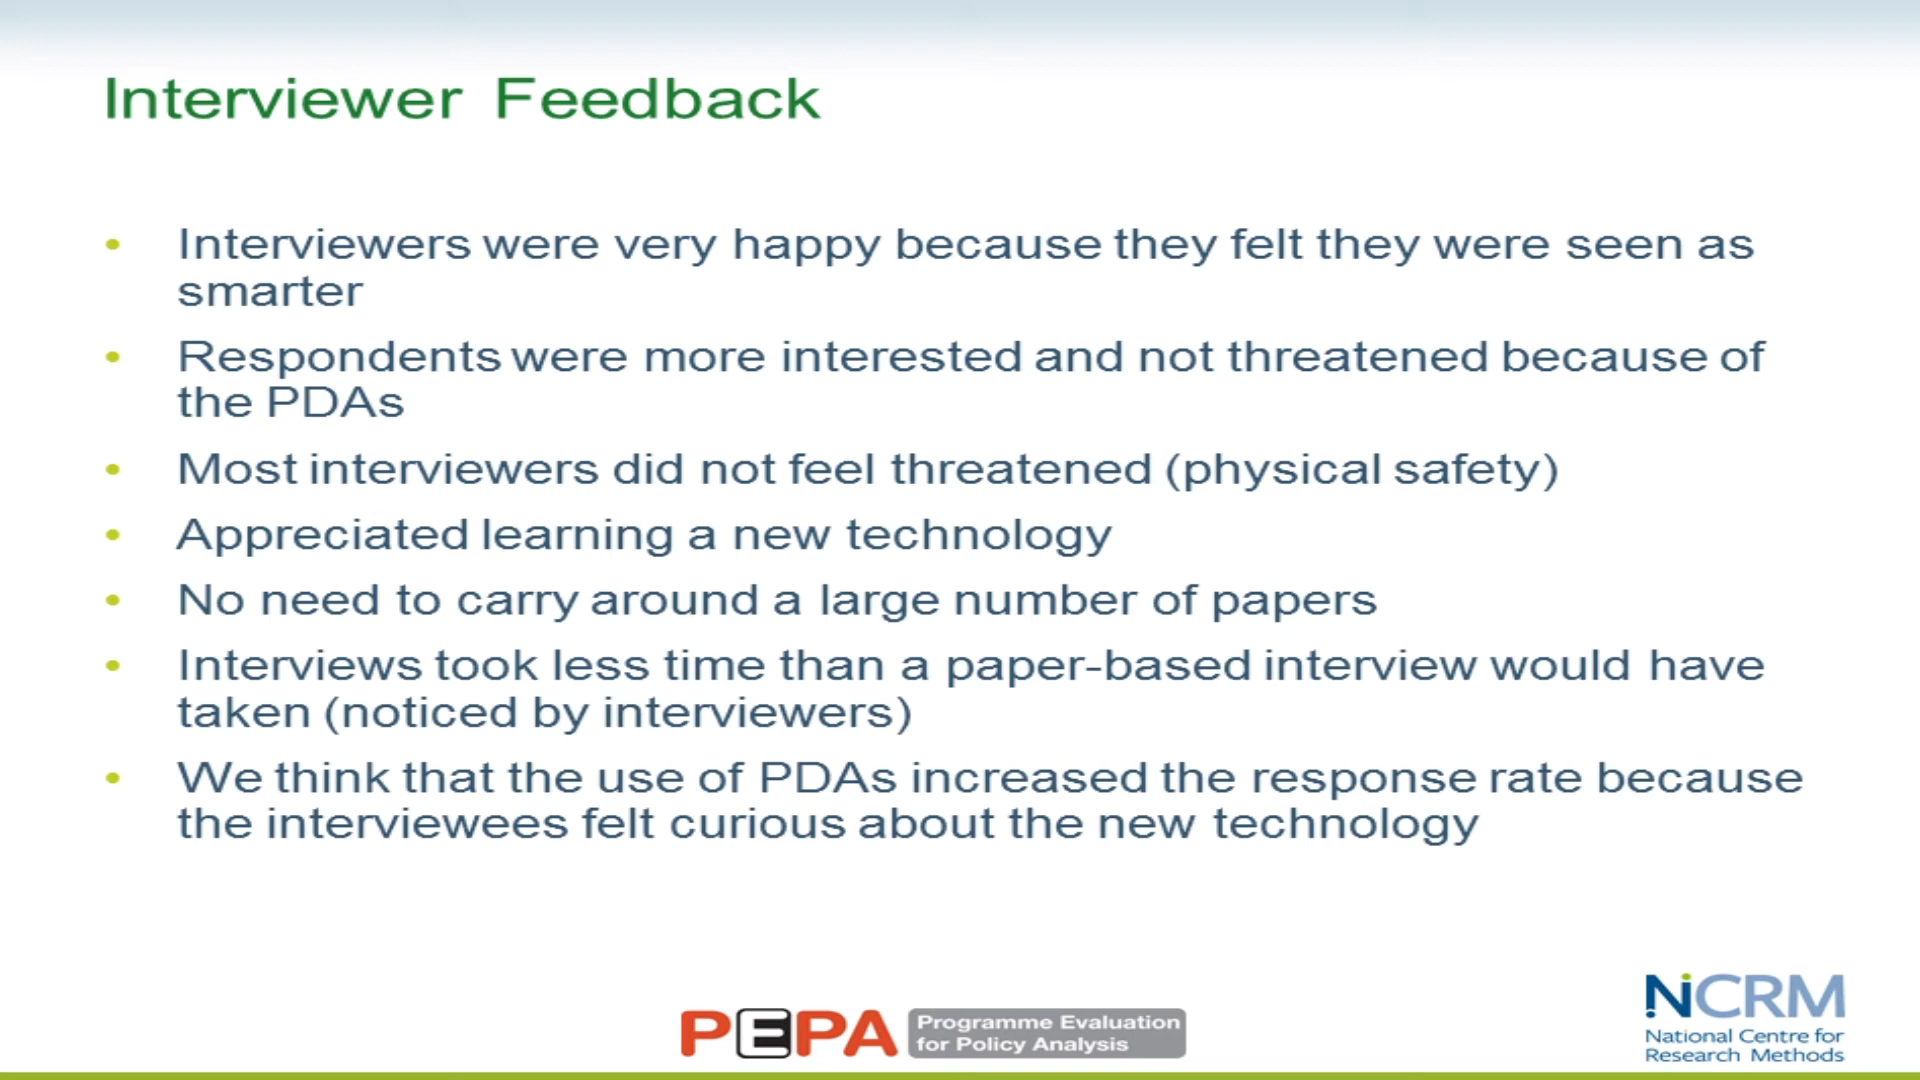 Interviewer Feedback
• Interviewers were very happy because they felt they were seen as
smarter
• Respondents were more interested and not threatened because of
the PDAs
• Most interviewers did not feel threatened (physical safety)
• Appreciated learning a new technology
• No need to carry around a large number of papers
• Interviews took less time than a paper-based interview would have
taken (noticed by interviewers)
• We think that the use of PDAs increased the response rate because
the interviewees felt curious about the new technology
PEPA Programme Evaluation
for Policy Analysis
NCRM
National Centre for
Research Methods